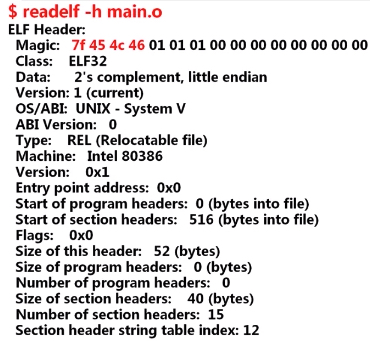 $ readelf -h main.o
ELF Header:
Magic: 7f 45 4c 46 01 01 01 00 00 00 00 00 00 00 00 00
Class: ELF32
Data: 2's complement, little endian
Version: 1 (current)
OS/ABI: UNIX - System V
ABI Version: 0
Type: REL (Relocatable file)
Machine: Intel 80386
Version: 0x1
Entry point address: 0x0
Start of program headers: 0 (bytes into file)
Start of section headers: 516 (bytes into file)
Flags: 0x0
Size of this header: 52 (bytes)
Size of program headers: 0 (bytes)
Number of program headers: 0
Size of section headers: 40 (bytes)
Number of section headers: 15
Section header string table index: 12